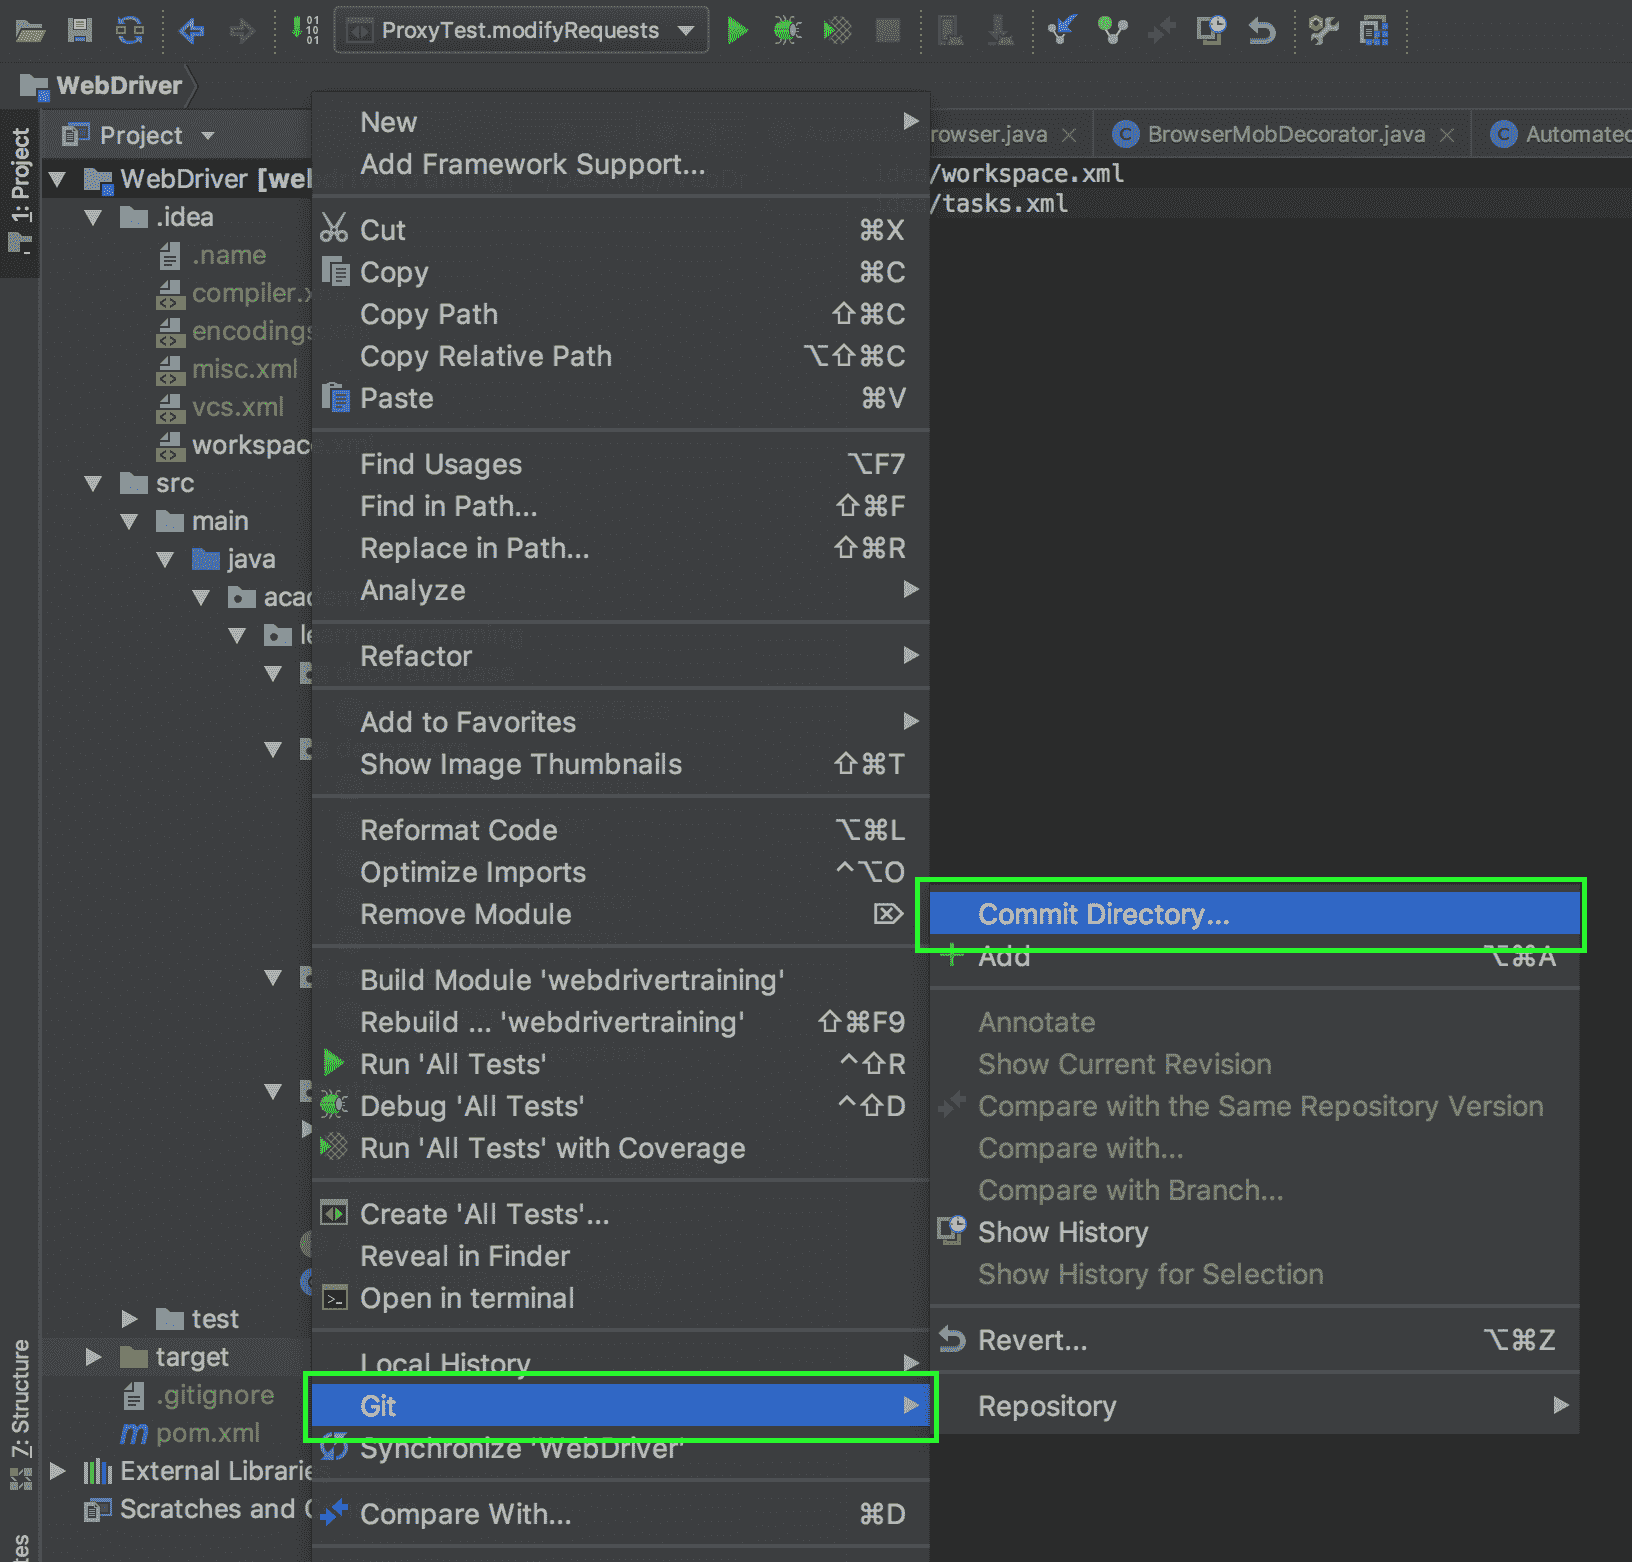 ProxyTest.modifyRequests
WebDriver
1: Project
Project
rowser.java
BrowserMobDecorator.java
Automated
WebDriver [we
.idea
.name
compiler.x
encodings
misc.xml
vcs.xml
workspac
src
main
java
acad
le
test
target
.gitignore
pom.xml
External Librarie
Scratches and C
Z: Structure
tes
/workspace.xml
/tasks.xml
New
Add Framework Support...
Cut ⌘X
Copy ⌘C
Copy Path ⇧⌘C
Copy Relative Path ⌥⇧⌘C
Paste ⌘V
Find Usages ⌥F7
Find in Path... ⇧⌘F
Replace in Path... ⇧⌘R
Analyze
Refactor
Add to Favorites
Show Image Thumbnails ⇧⌘T
Reformat Code ⌥⌘L
Optimize Imports ^⌥O
Remove Module ⌦
Build Module 'webdrivertraining'
Rebuild ... 'webdrivertraining' ⇧⌘F9
Run 'All Tests' ^⇧R
Debug 'All Tests' ^⇧D
Run 'All Tests' with Coverage
Create 'All Tests'...
Reveal in Finder
Open in terminal
Local History
Git
Synchronize 'WebDriver'
Compare With... ⌘D
Commit Directory...
Add ⌥⌘A
Annotate
Show Current Revision
Compare with the Same Repository Version
Compare with...
Compare with Branch...
Show History
Show History for Selection
Revert... ⌥⌘Z
Repository